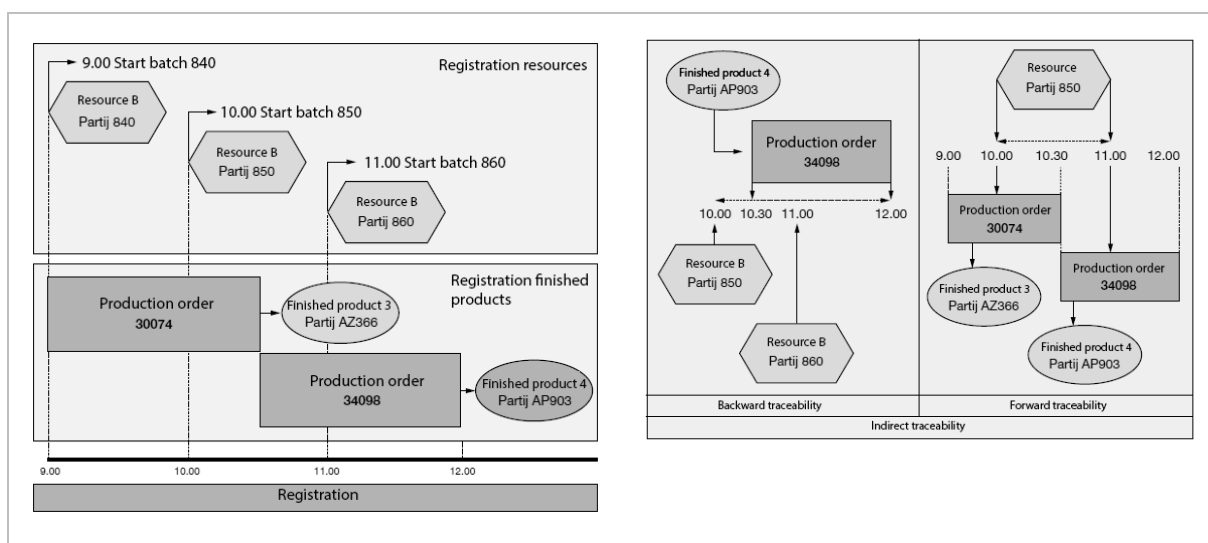 9.00 Start batch 840
Registration resources
Resource B
Partij 840
10.00 Start batch 850
Resource B
Partij 850
11.00 Start batch 860
Resource B
Partij 860
Registration finished
products
Production order
30074
Finished product 3
Partij AZ366
Production order
34098
Finished product 4
Partij AP903
9.00 10.00 11.00 12.00
Registration
Finished product 4
Partij AP903
Production order
34098
10.00 10.30 11.00 12.00
Resource B
Partij 850
Resource B
Partij 860
Backward traceability
Resource
Partij 850
9.00 10.00 10.30 11.00 12.00
Production order
30074
Production order
34098
Finished product 3
Partij AZ366
Finished product 4
Partij AP903
Forward traceability
Indirect traceability